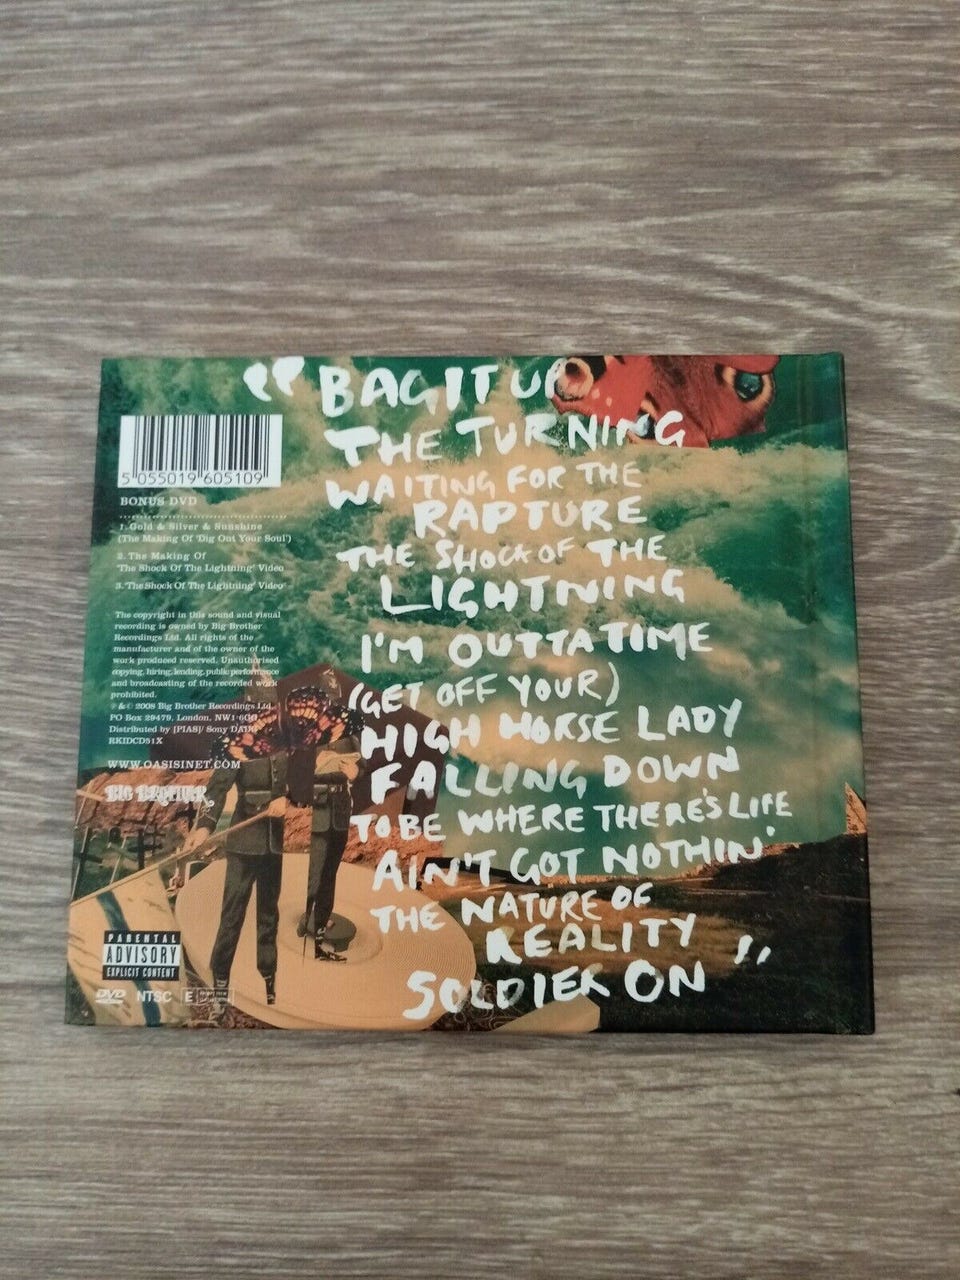 “BAG IT UP
THE TURNING
WAITING FOR THE
RAPTURE
THE SHOCK OF THE
LIGHTNING
I'M OUTTA TIME
(GET OFF YOUR)
HIGH HORSE LADY
FALLING DOWN
TO BE WHERE THERE'S LIFE
AIN'T GOT NOTHIN'
THE NATURE OF
REALITY
SOLDIER ON”
5 055019 605109
BONUS DVD
1. Gold & Silver & Sunshine
(The Making Of 'Dig Out Your Soul')
2. The Making Of
'The Shock Of The Lightning' Video
3. 'The Shock Of The Lightning' Video
The copyright in this sound and visual
recording is owned by Big Brother
Recordings Ltd. All rights of the
manufacturer and of the owner of the
work produced reserved. Unauthorised
copying, hiring, lending, public performance
and broadcasting of the recorded work
prohibited.
℗ & © 2008 Big Brother Recordings Ltd.
PO Box 29479, London, NW1 6GG
Distributed by [PIAS]/ Sony DADC
RKIDCD51X
WWW.OASISINET.COM
BIG BROTHER
PARENTAL
ADVISORY
EXPLICIT CONTENT
DVD NTSC E